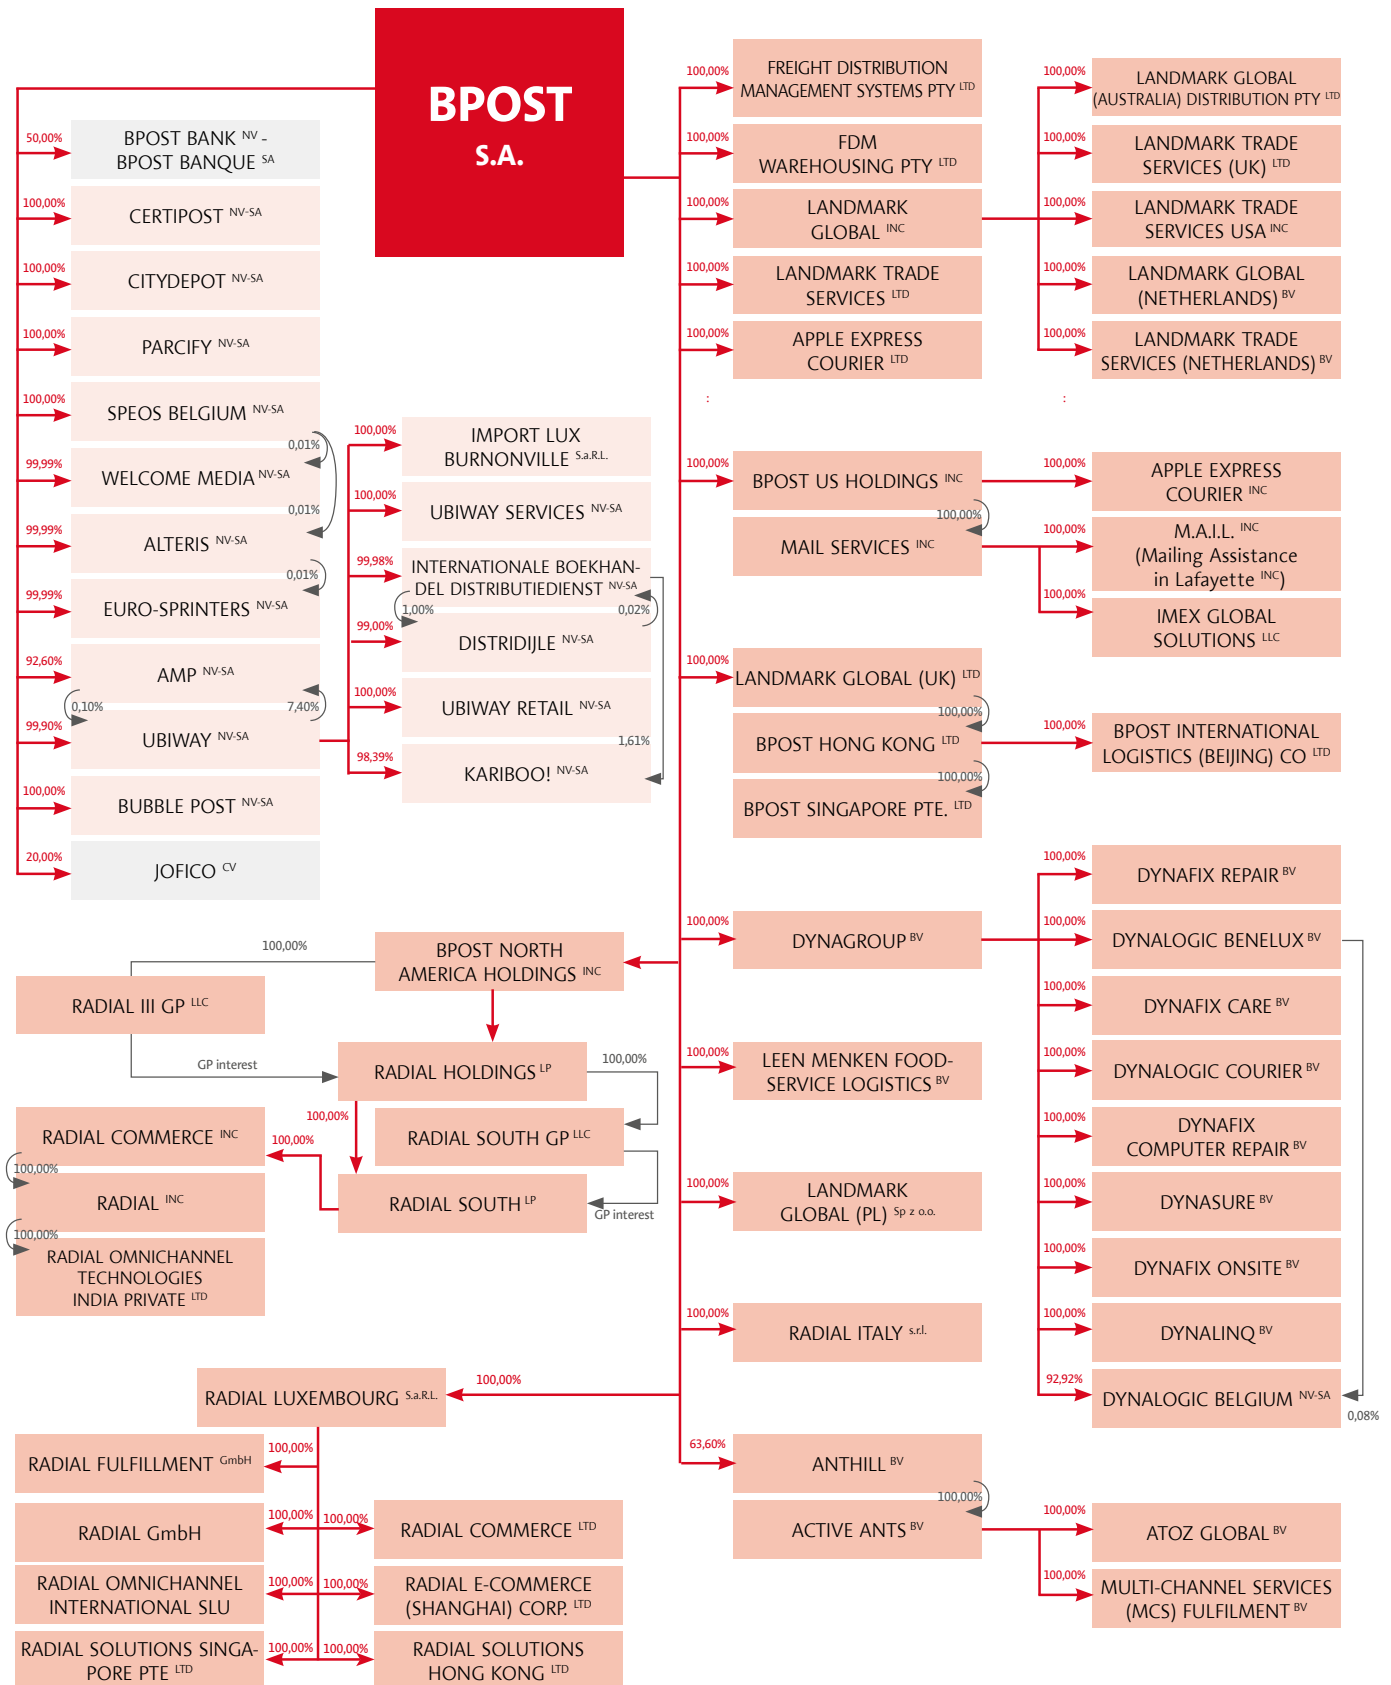 BPOST
S.A.
50,00%
BPOST BANK NV -
BPOST BANQUE SA
100,00%
CERTIPOST NV-SA
100,00%
CITYDEPOT NV-SA
100,00%
PARCIFY NV-SA
100,00%
SPEOS BELGIUM NV-SA
0,01%
99,99%
WELCOME MEDIA NV-SA
0,01%
99,99%
ALTERIS NV-SA
0,01%
99,99%
EURO-SPRINTERS NV-SA
92,60%
AMP NV-SA
0,10%
7,40%
99,90%
UBIWAY NV-SA
100,00%
BUBBLE POST NV-SA
20,00%
JOFICO CV
100,00%
IMPORT LUX
BURNONVILLE S.a.R.L.
100,00%
UBIWAY SERVICES NV-SA
99,98%
INTERNATIONALE BOEKHAN-
DEL DISTRIBUTIEDIENST NV-SA
1,00%
0,02%
99,00%
DISTRIDIJLE NV-SA
100,00%
UBIWAY RETAIL NV-SA
1,61%
98,39%
KARIBOO! NV-SA
100,00%
FREIGHT DISTRIBUTION
MANAGEMENT SYSTEMS PTY LTD
100,00%
FDM
WAREHOUSING PTY LTD
100,00%
LANDMARK
GLOBAL INC
100,00%
LANDMARK TRADE
SERVICES LTD
100,00%
APPLE EXPRESS
COURIER LTD
:
100,00%
LANDMARK GLOBAL
(AUSTRALIA) DISTRIBUTION PTY LTD
100,00%
LANDMARK TRADE
SERVICES (UK) LTD
100,00%
LANDMARK TRADE
SERVICES USA INC
100,00%
LANDMARK GLOBAL
(NETHERLANDS) BV
100,00%
LANDMARK TRADE
SERVICES (NETHERLANDS) BV
:
100,00%
BPOST US HOLDINGS INC
100,00%
MAIL SERVICES INC
100,00%
APPLE EXPRESS
COURIER INC
100,00%
M.A.I.L. INC
(Mailing Assistance
in Lafayette INC)
100,00%
IMEX GLOBAL
SOLUTIONS LLC
100,00%
LANDMARK GLOBAL (UK) LTD
100,00%
BPOST HONG KONG LTD
100,00%
BPOST SINGAPORE PTE. LTD
100,00%
BPOST INTERNATIONAL
LOGISTICS (BEIJING) CO LTD
100,00%
DYNAGROUP BV
100,00%
DYNAFIX REPAIR BV
100,00%
DYNALOGIC BENELUX BV
100,00%
DYNAFIX CARE BV
100,00%
DYNALOGIC COURIER BV
100,00%
DYNAFIX
COMPUTER REPAIR BV
100,00%
DYNASURE BV
100,00%
DYNAFIX ONSITE BV
100,00%
DYNALINQ BV
92,92%
DYNALOGIC BELGIUM NV-SA
0,08%
100,00%
BPOST NORTH
AMERICA HOLDINGS INC
RADIAL III GP LLC
GP interest
RADIAL HOLDINGS LP
100,00%
100,00%
RADIAL SOUTH GP LLC
RADIAL SOUTH LP
GP interest
100,00%
RADIAL COMMERCE INC
100,00%
RADIAL INC
100,00%
RADIAL OMNICHANNEL
TECHNOLOGIES
INDIA PRIVATE LTD
100,00%
LEEN MENKEN FOOD-
SERVICE LOGISTICS BV
100,00%
LANDMARK
GLOBAL (PL) Sp z o.o.
100,00%
RADIAL ITALY s.r.l.
100,00%
RADIAL LUXEMBOURG S.a.R.L.
100,00%
RADIAL FULFILLMENT GmbH
100,00%
RADIAL GmbH
100,00%
RADIAL COMMERCE LTD
100,00%
RADIAL OMNICHANNEL
INTERNATIONAL SLU
100,00%
RADIAL E-COMMERCE
(SHANGHAI) CORP. LTD
100,00%
RADIAL SOLUTIONS SINGA-
PORE PTE LTD
100,00%
RADIAL SOLUTIONS
HONG KONG LTD
63,60%
ANTHILL BV
100,00%
ACTIVE ANTS BV
100,00%
ATOZ GLOBAL BV
100,00%
MULTI-CHANNEL SERVICES
(MCS) FULFILMENT BV